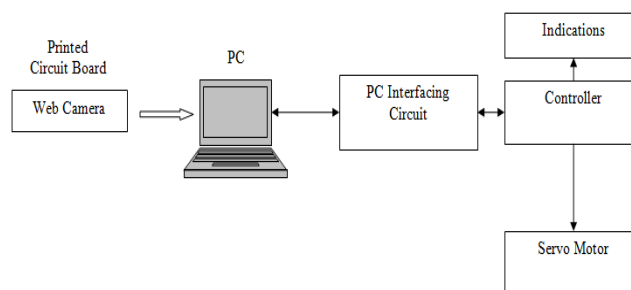 Printed
Circuit Board
Web Camera
PC
PC Interfacing
Circuit
Indications
Controller
Servo Motor